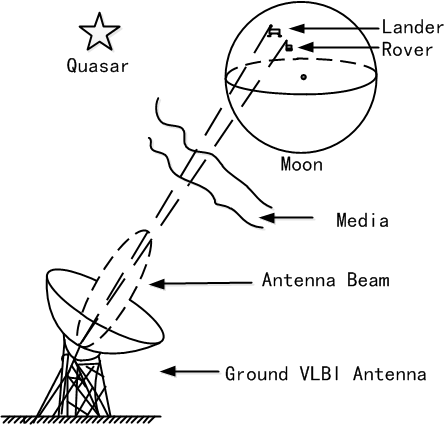 Lander
Rover
Quasar
Moon
Media
Antenna Beam
Ground VLBI Antenna